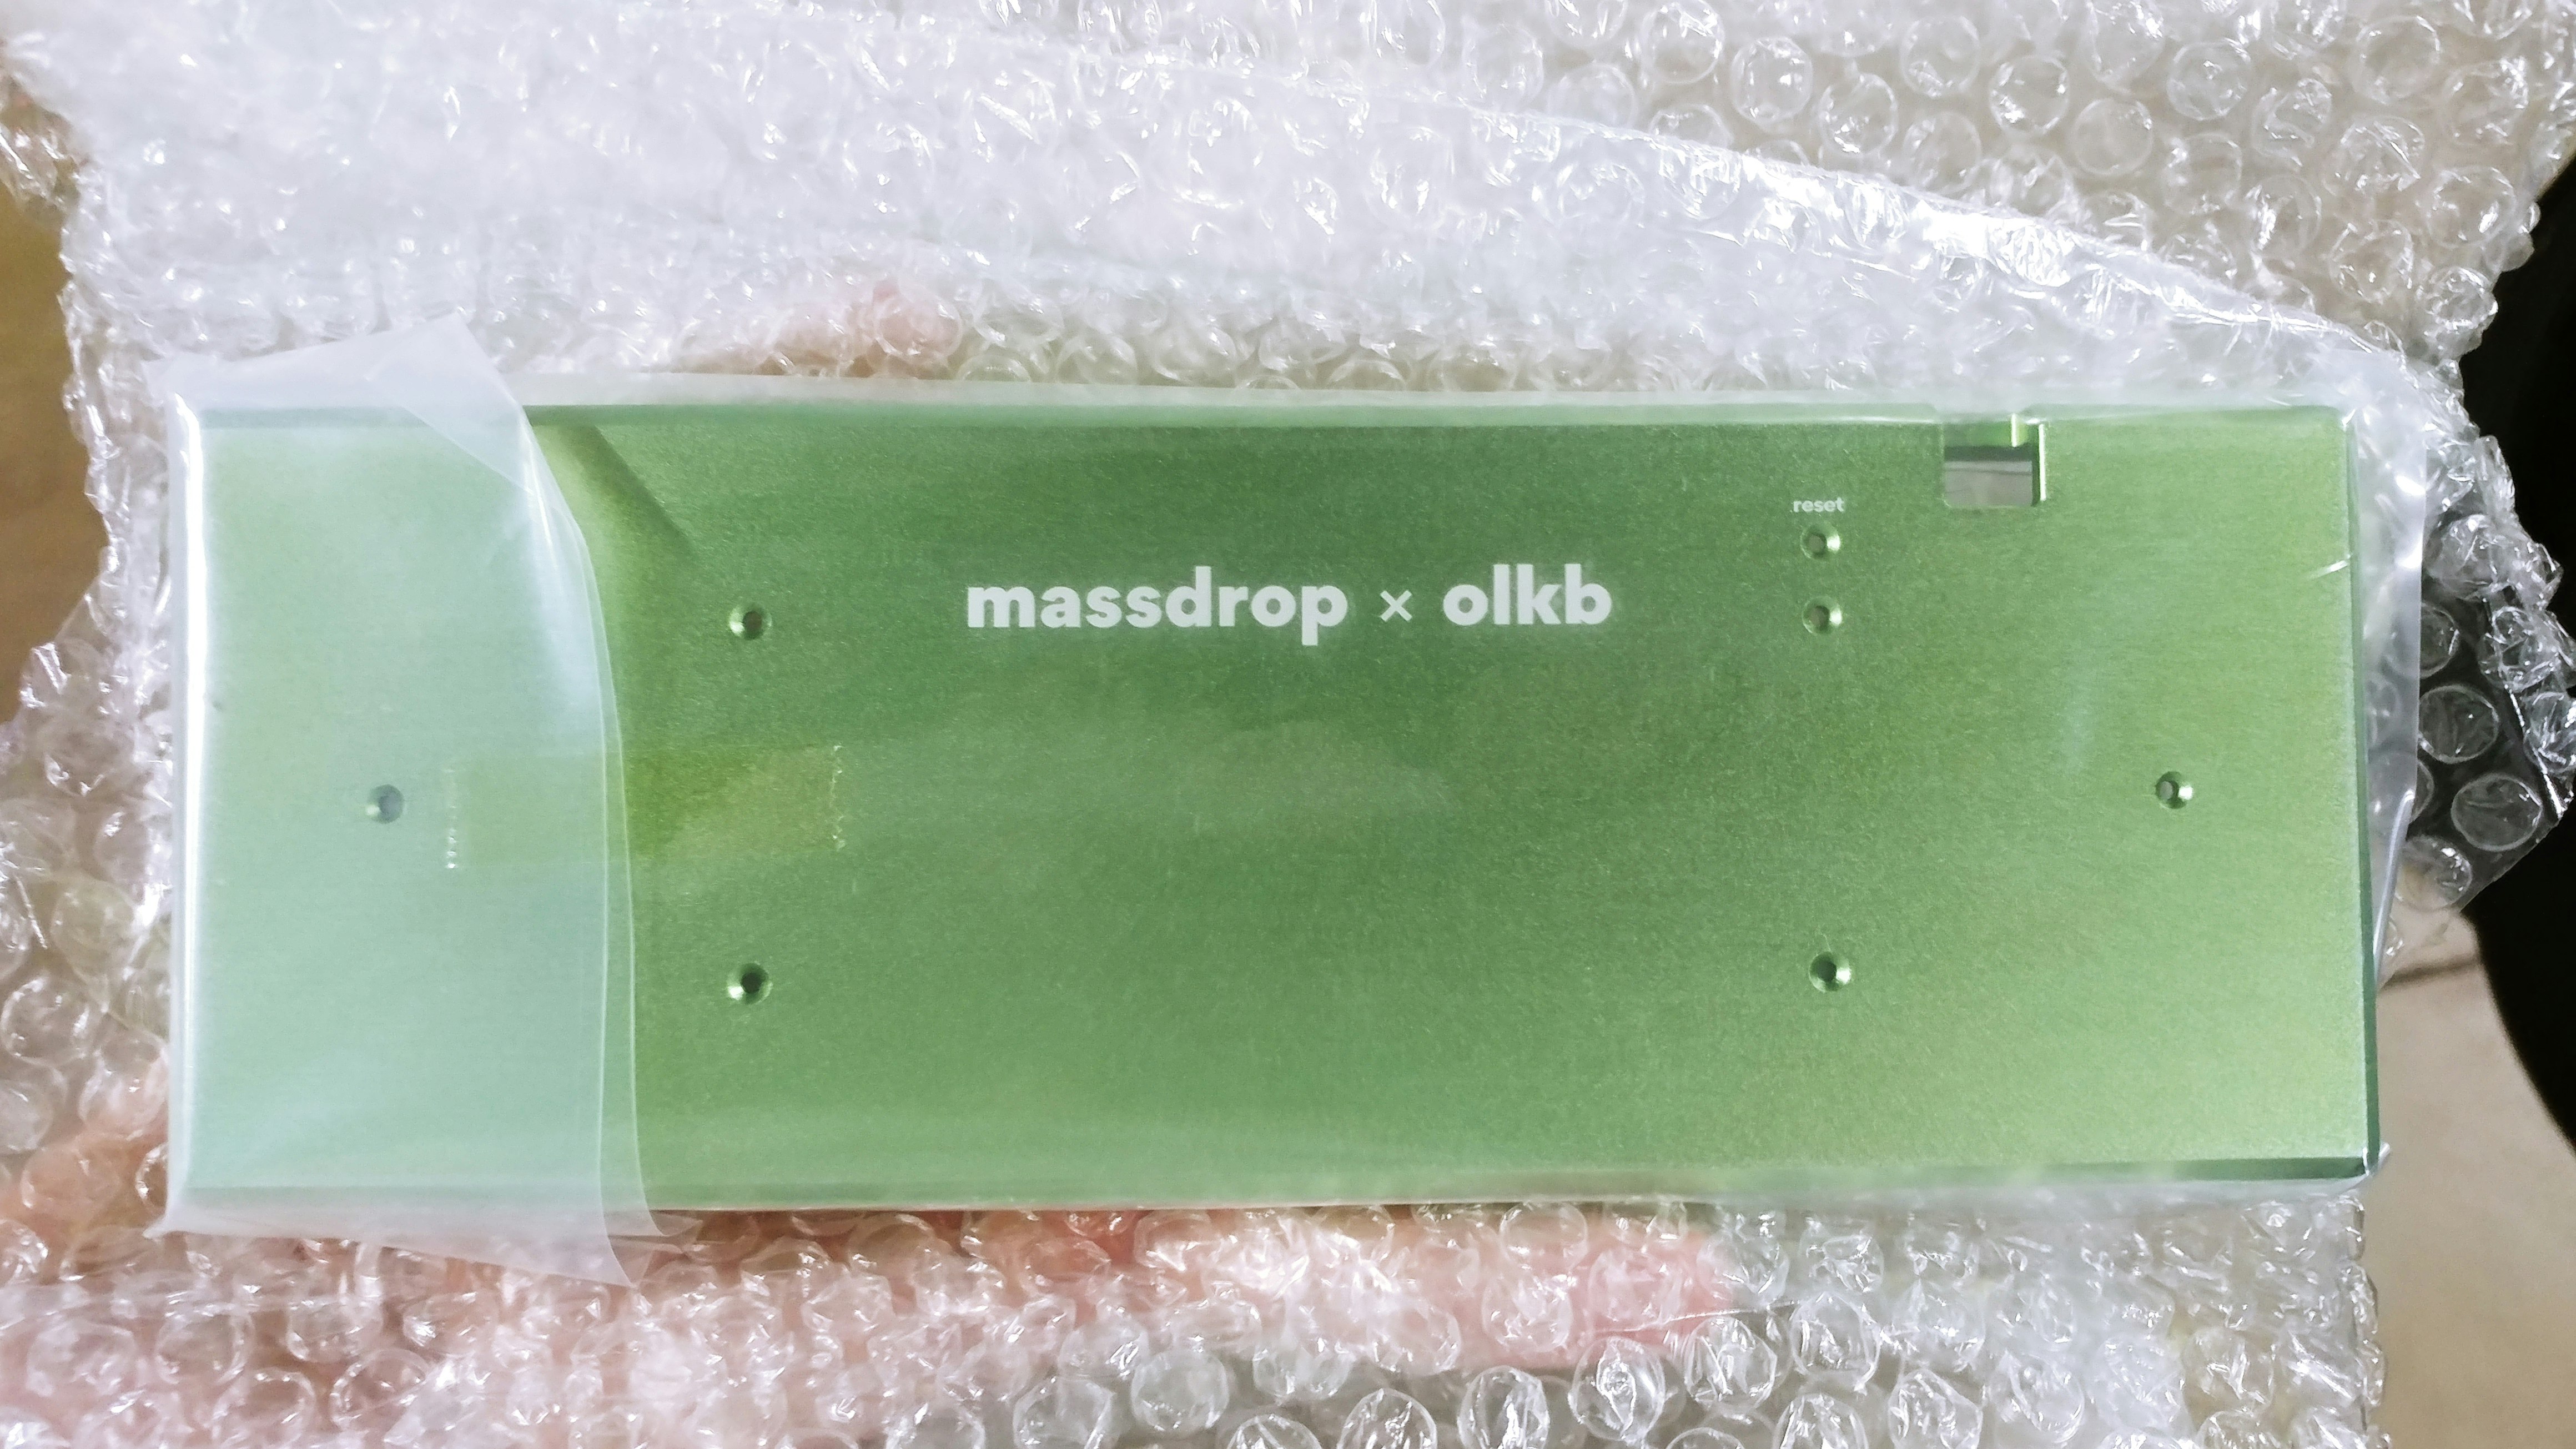 reset
massdrop × olkb